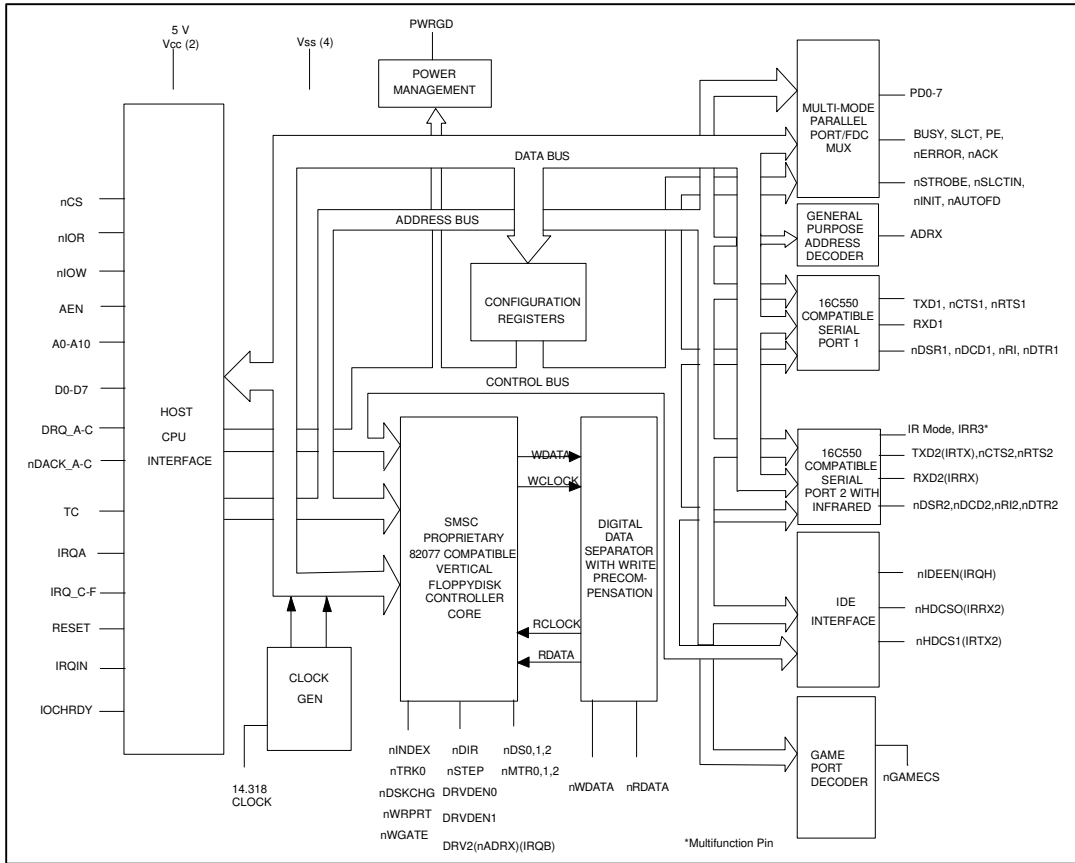 5 V
Vcc (2)
Vss (4)
PWRGD
POWER
MANAGEMENT
DATA BUS
ADDRESS BUS
CONFIGURATION
REGISTERS
CONTROL BUS
nCS
nIOR
nIOW
AEN
A0-A10
D0-D7
DRQ_A-C
nDACK_A-C
TC
IRQA
IRQ_C-F
RESET
IRQIN
IOCHRDY
HOST
CPU
INTERFACE
CLOCK
GEN
14.318
CLOCK
SMSC
PROPRIETARY
82077 COMPATIBLE
VERTICAL
FLOPPYDISK
CONTROLLER
CORE
WDATA
WCLOCK
RCLOCK
RDATA
DIGITAL
DATA
SEPARATOR
WITH WRITE
PRECOM-
PENSATION
nINDEX
nTRK0
nDSKCHG
nWRPRT
nWGATE
nDIR
nSTEP
DRVDEN0
DRVDEN1
DRV2(nADRX)(IRQB)
nDS0,1,2
nMTR0,1,2
nWDATA
nRDATA
MULTI-MODE
PARALLEL
PORT/FDC
MUX
PD0-7
BUSY, SLCT, PE,
nERROR, nACK
nSTROBE, nSLCTIN,
nINIT, nAUTOFD
GENERAL
PURPOSE
ADDRESS
DECODER
ADRX
16C550
COMPATIBLE
SERIAL
PORT 1
TXD1, nCTS1, nRTS1
RXD1
nDSR1, nDCD1, nRI, nDTR1
16C550
COMPATIBLE
SERIAL
PORT 2 WITH
INFRARED
IR Mode, IRR3*
TXD2(IRTX),nCTS2,nRTS2
RXD2(IRRX)
nDSR2,nDCD2,nRI2,nDTR2
IDE
INTERFACE
nIDEEN(IRQH)
nHDCSO(IRRX2)
nHDCS1(IRTX2)
GAME
PORT
DECODER
nGAMECS
*Multifunction Pin